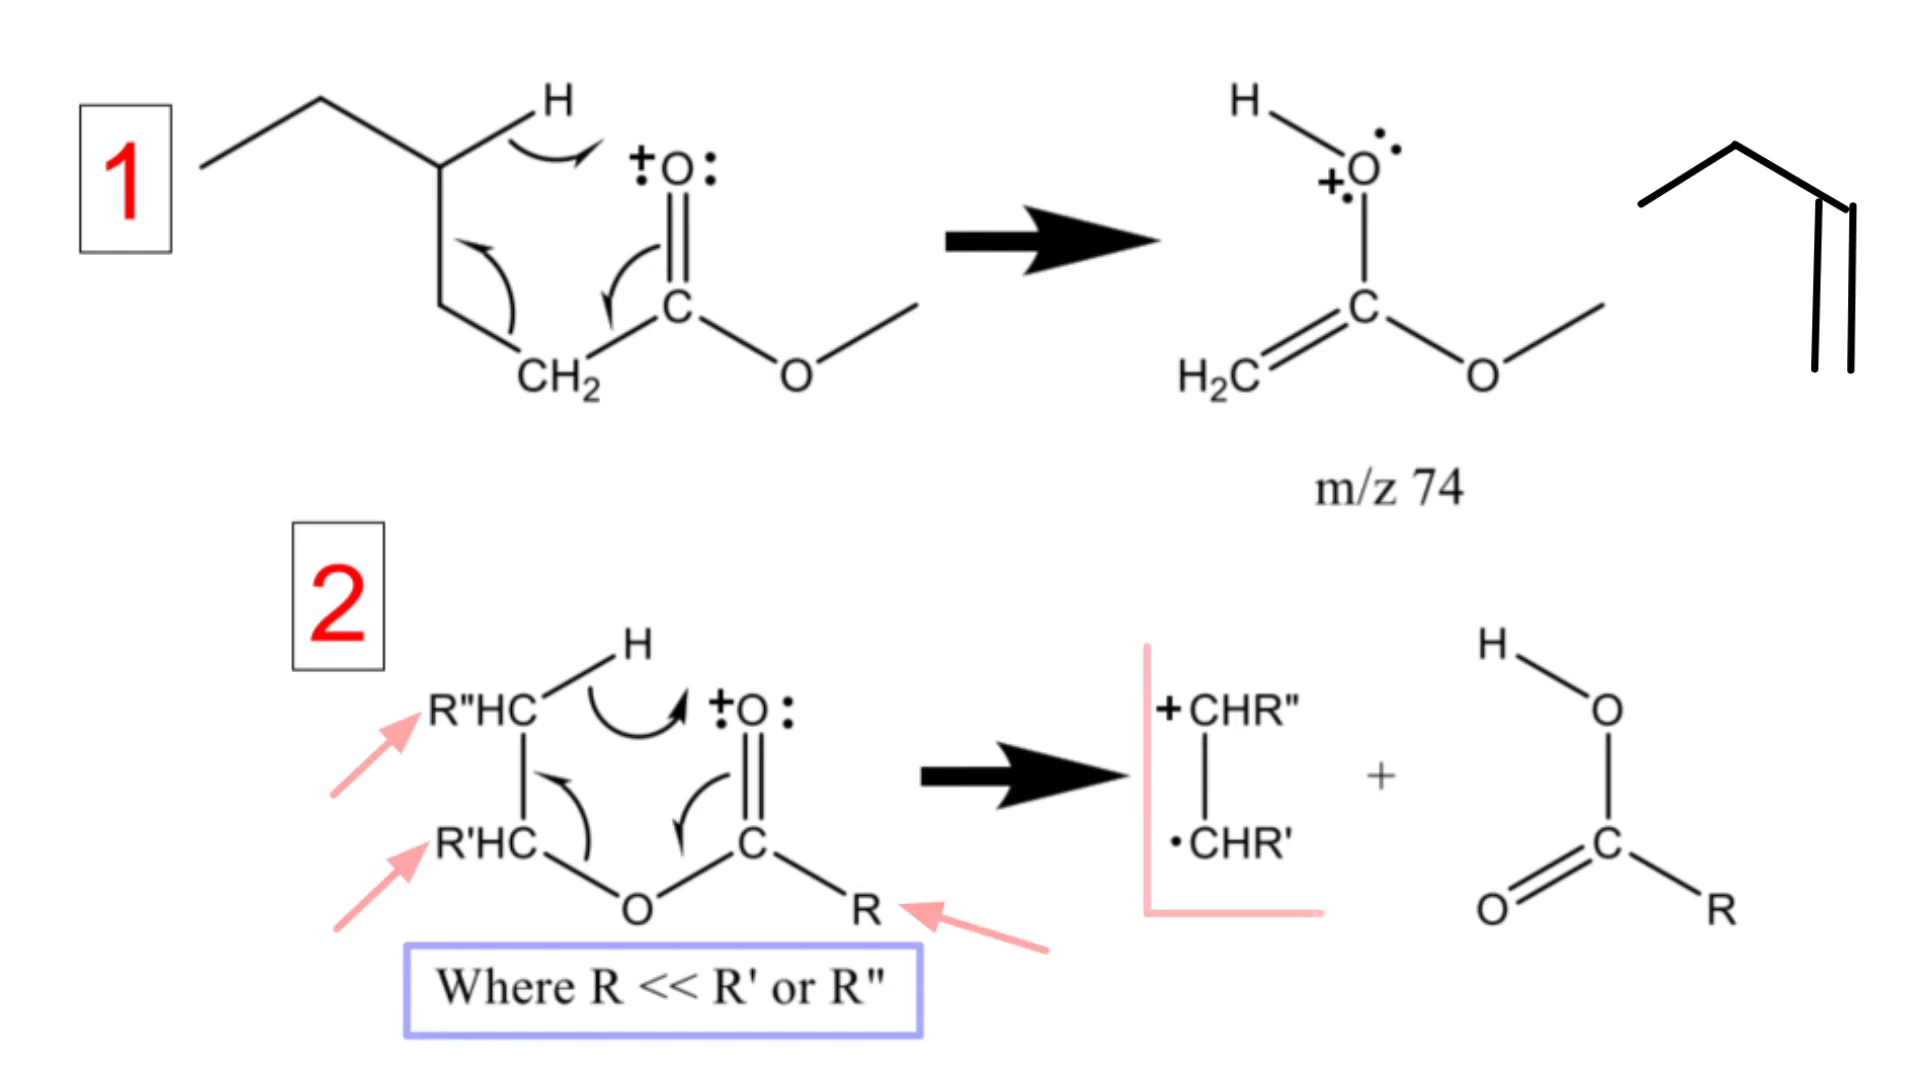 1
H
H
+
O
:
+
O
:
C
C
CH₂
O
H₂C
O
m/z 74
2
H
H
R"HC
+
O
:
+CHR"
O
+
R'HC
C
·CHR'
C
O
R
O
R
Where R << R' or R"